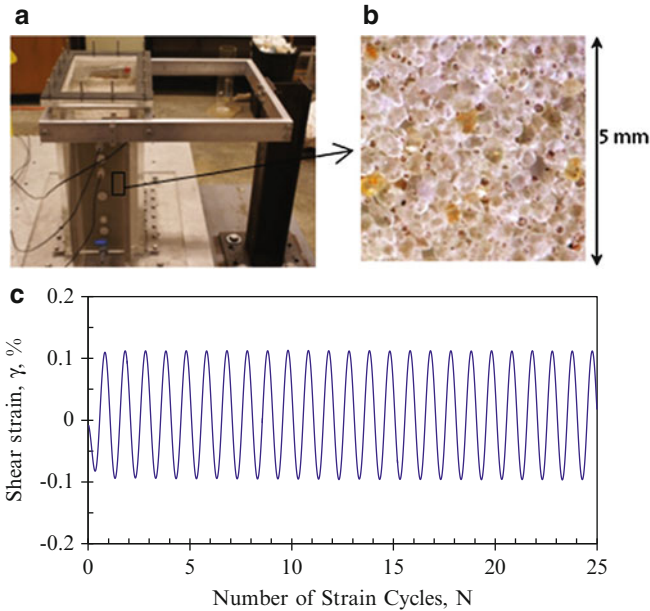 a
b
5 mm
c
Shear strain, γ, %
0.2
0.1
0
-0.1
-0.2
0
5
10
15
20
25
Number of Strain Cycles, N